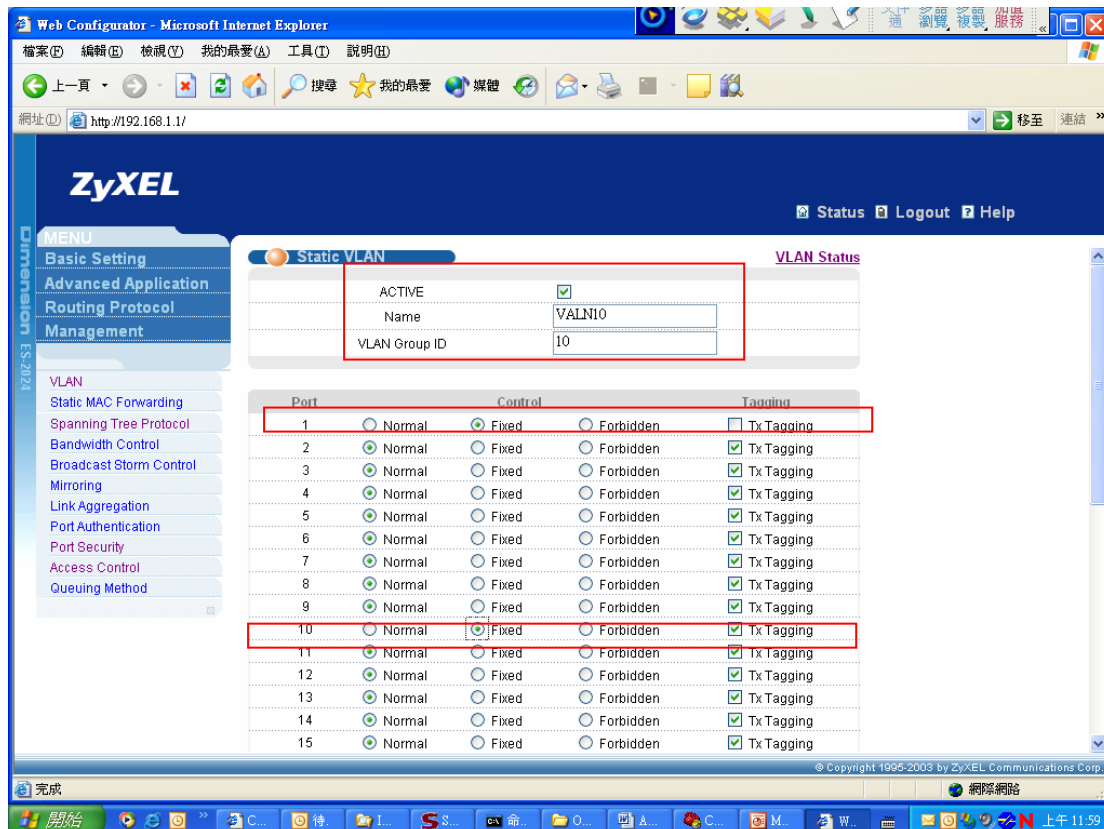 Web Configurator - Microsoft Internet Explorer
檔案(F) 編輯(E) 檢視(V) 我的最愛(A) 工具(T) 說明(H)
瀏覽 複製 服務 «
上一頁 搜尋 我的最愛 媒體
網址(D) http://192.168.1.1/ 移至 連結 »
ZyXEL
Status Logout Help
Dimension ES-2024
MENU
Basic Setting
Advanced Application
Routing Protocol
Management
VLAN
Static MAC Forwarding
Spanning Tree Protocol
Bandwidth Control
Broadcast Storm Control
Mirroring
Link Aggregation
Port Authentication
Port Security
Access Control
Queuing Method
Static VLAN VLAN Status
ACTIVE
Name VALN10
VLAN Group ID 10
Port Control Tagging
1 Normal Fixed Forbidden Tx Tagging
2 Normal Fixed Forbidden Tx Tagging
3 Normal Fixed Forbidden Tx Tagging
4 Normal Fixed Forbidden Tx Tagging
5 Normal Fixed Forbidden Tx Tagging
6 Normal Fixed Forbidden Tx Tagging
7 Normal Fixed Forbidden Tx Tagging
8 Normal Fixed Forbidden Tx Tagging
9 Normal Fixed Forbidden Tx Tagging
10 Normal Fixed Forbidden Tx Tagging
11 Normal Fixed Forbidden Tx Tagging
12 Normal Fixed Forbidden Tx Tagging
13 Normal Fixed Forbidden Tx Tagging
14 Normal Fixed Forbidden Tx Tagging
15 Normal Fixed Forbidden Tx Tagging
© Copyright 1995-2003 by ZyXEL Communications Corp.
完成 網際網路
開始 » C... 待. I... S... 命... O... A... C... M... W. 上午 11:59